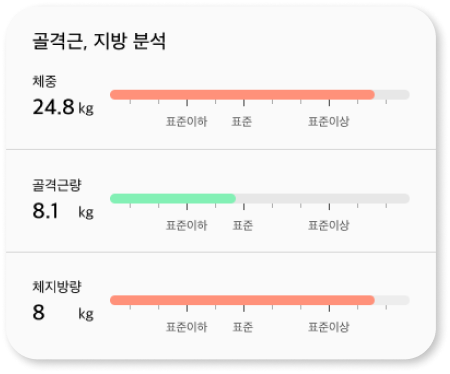 골격근, 지방 분석
체중
24.8 kg
표준이하 표준 표준이상
골격근량
8.1 kg
표준이하 표준 표준이상
체지방량
8 kg
표준이하 표준 표준이상